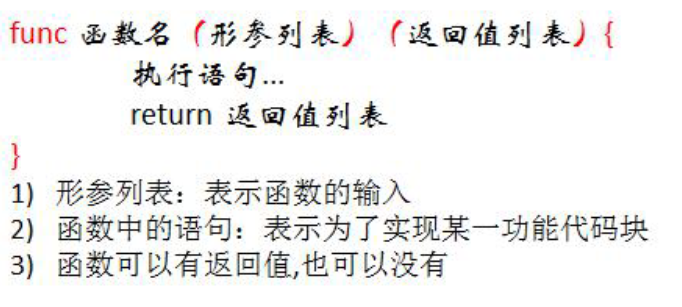 func 函数名（形参列表）（返回值列表）{
执行语句...
return 返回值列表
}
1) 形参列表：表示函数的输入
2) 函数中的语句：表示为了实现某一功能代码块
3) 函数可以有返回值,也可以没有